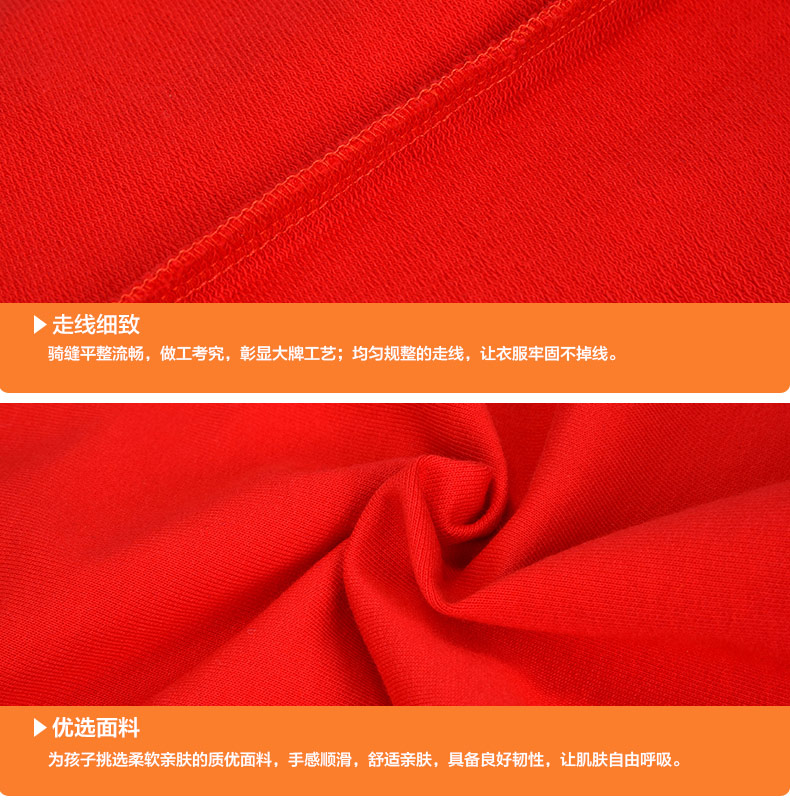 走线细致
骑缝平整流畅，做工考究，彰显大牌工艺；均匀规整的走线，让衣服牢固不掉线。
优选面料
为孩子挑选柔软亲肤的质优面料，手感顺滑，舒适亲肤，具备良好韧性，让肌肤自由呼吸。